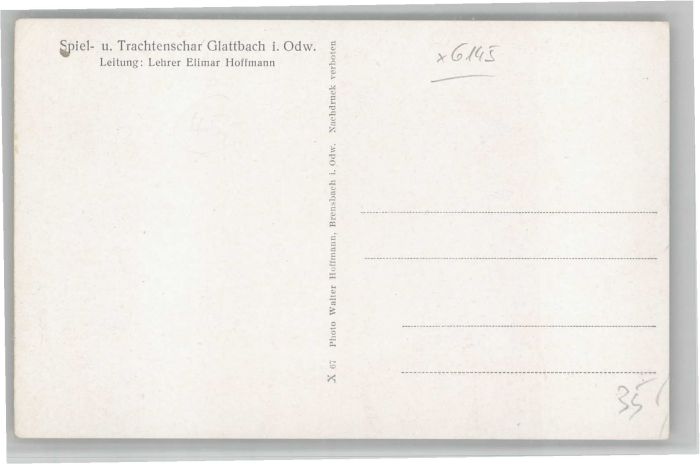 Spiel- u. Trachtenschar Glattbach i. Odw.
Leitung: Lehrer Elimar Hoffmann
X 67 Photo Walter Hoffmann, Brensbach i. Odw. Nachdruck verboten
x6145
35